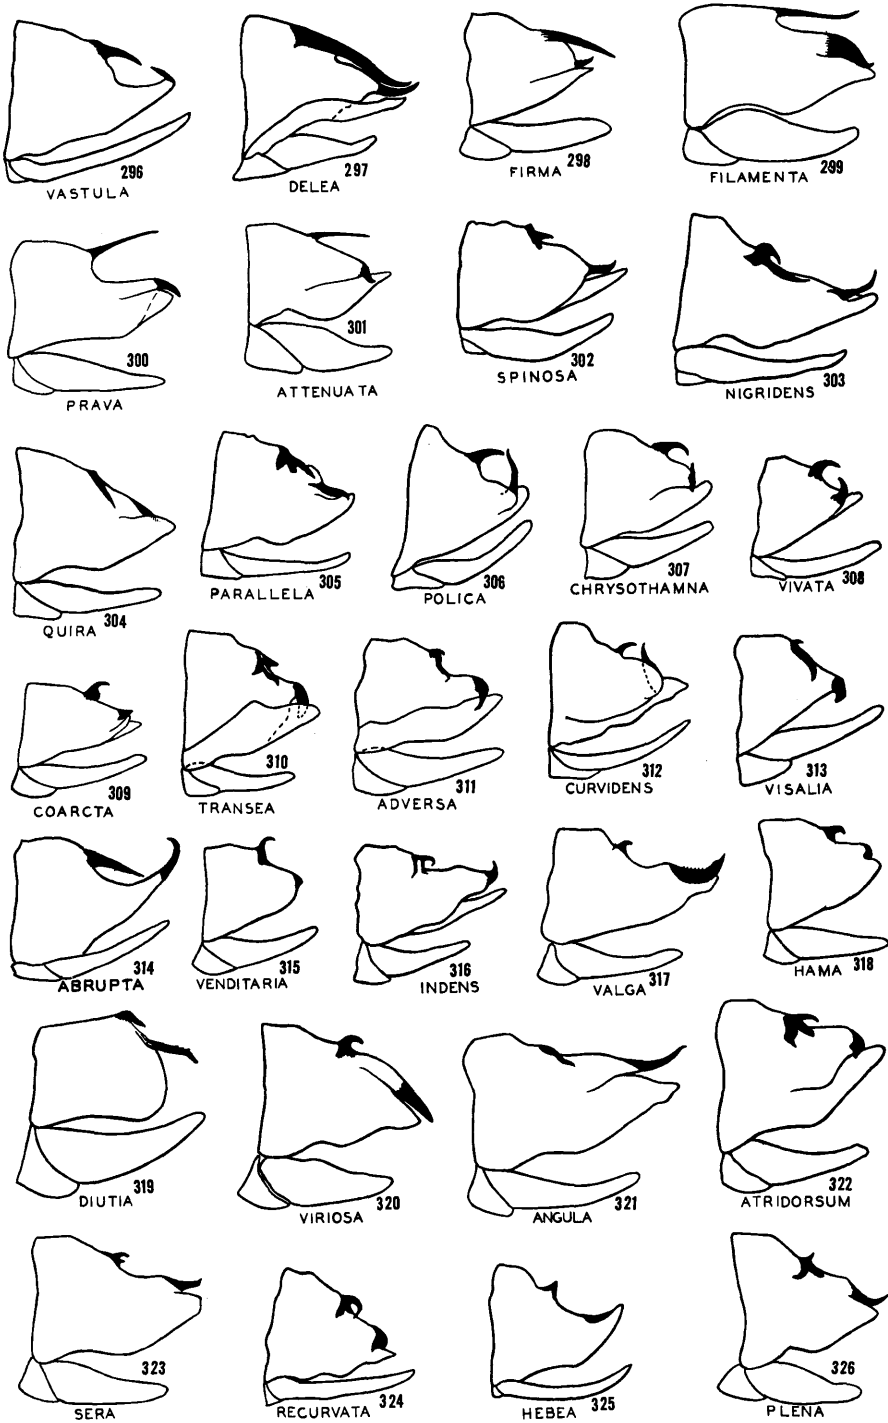 296
VASTULA
297
DELEA
298
FIRMA
299
FILAMENTA
300
PRAVA
301
ATTENUATA
302
SPINOSA
303
NIGRIDENS
QUIRA 304
305
PARALLELA
306
POLICA
307
CHRYSOTHAMNA
VIVATA 308
309
COARCTA
310
TRANSEA
311
ADVERSA
312
CURVIDENS
313
VISALIA
314
ABRUPTA
315
VENDITARIA
316
INDENS
VALGA 317
HAMA 318
319
DIUTIA
320
VIRIOSA
321
ANGULA
322
ATRIDORSUM
323
SERA
RECURVATA 324
HEBEA 325
326
PLENA